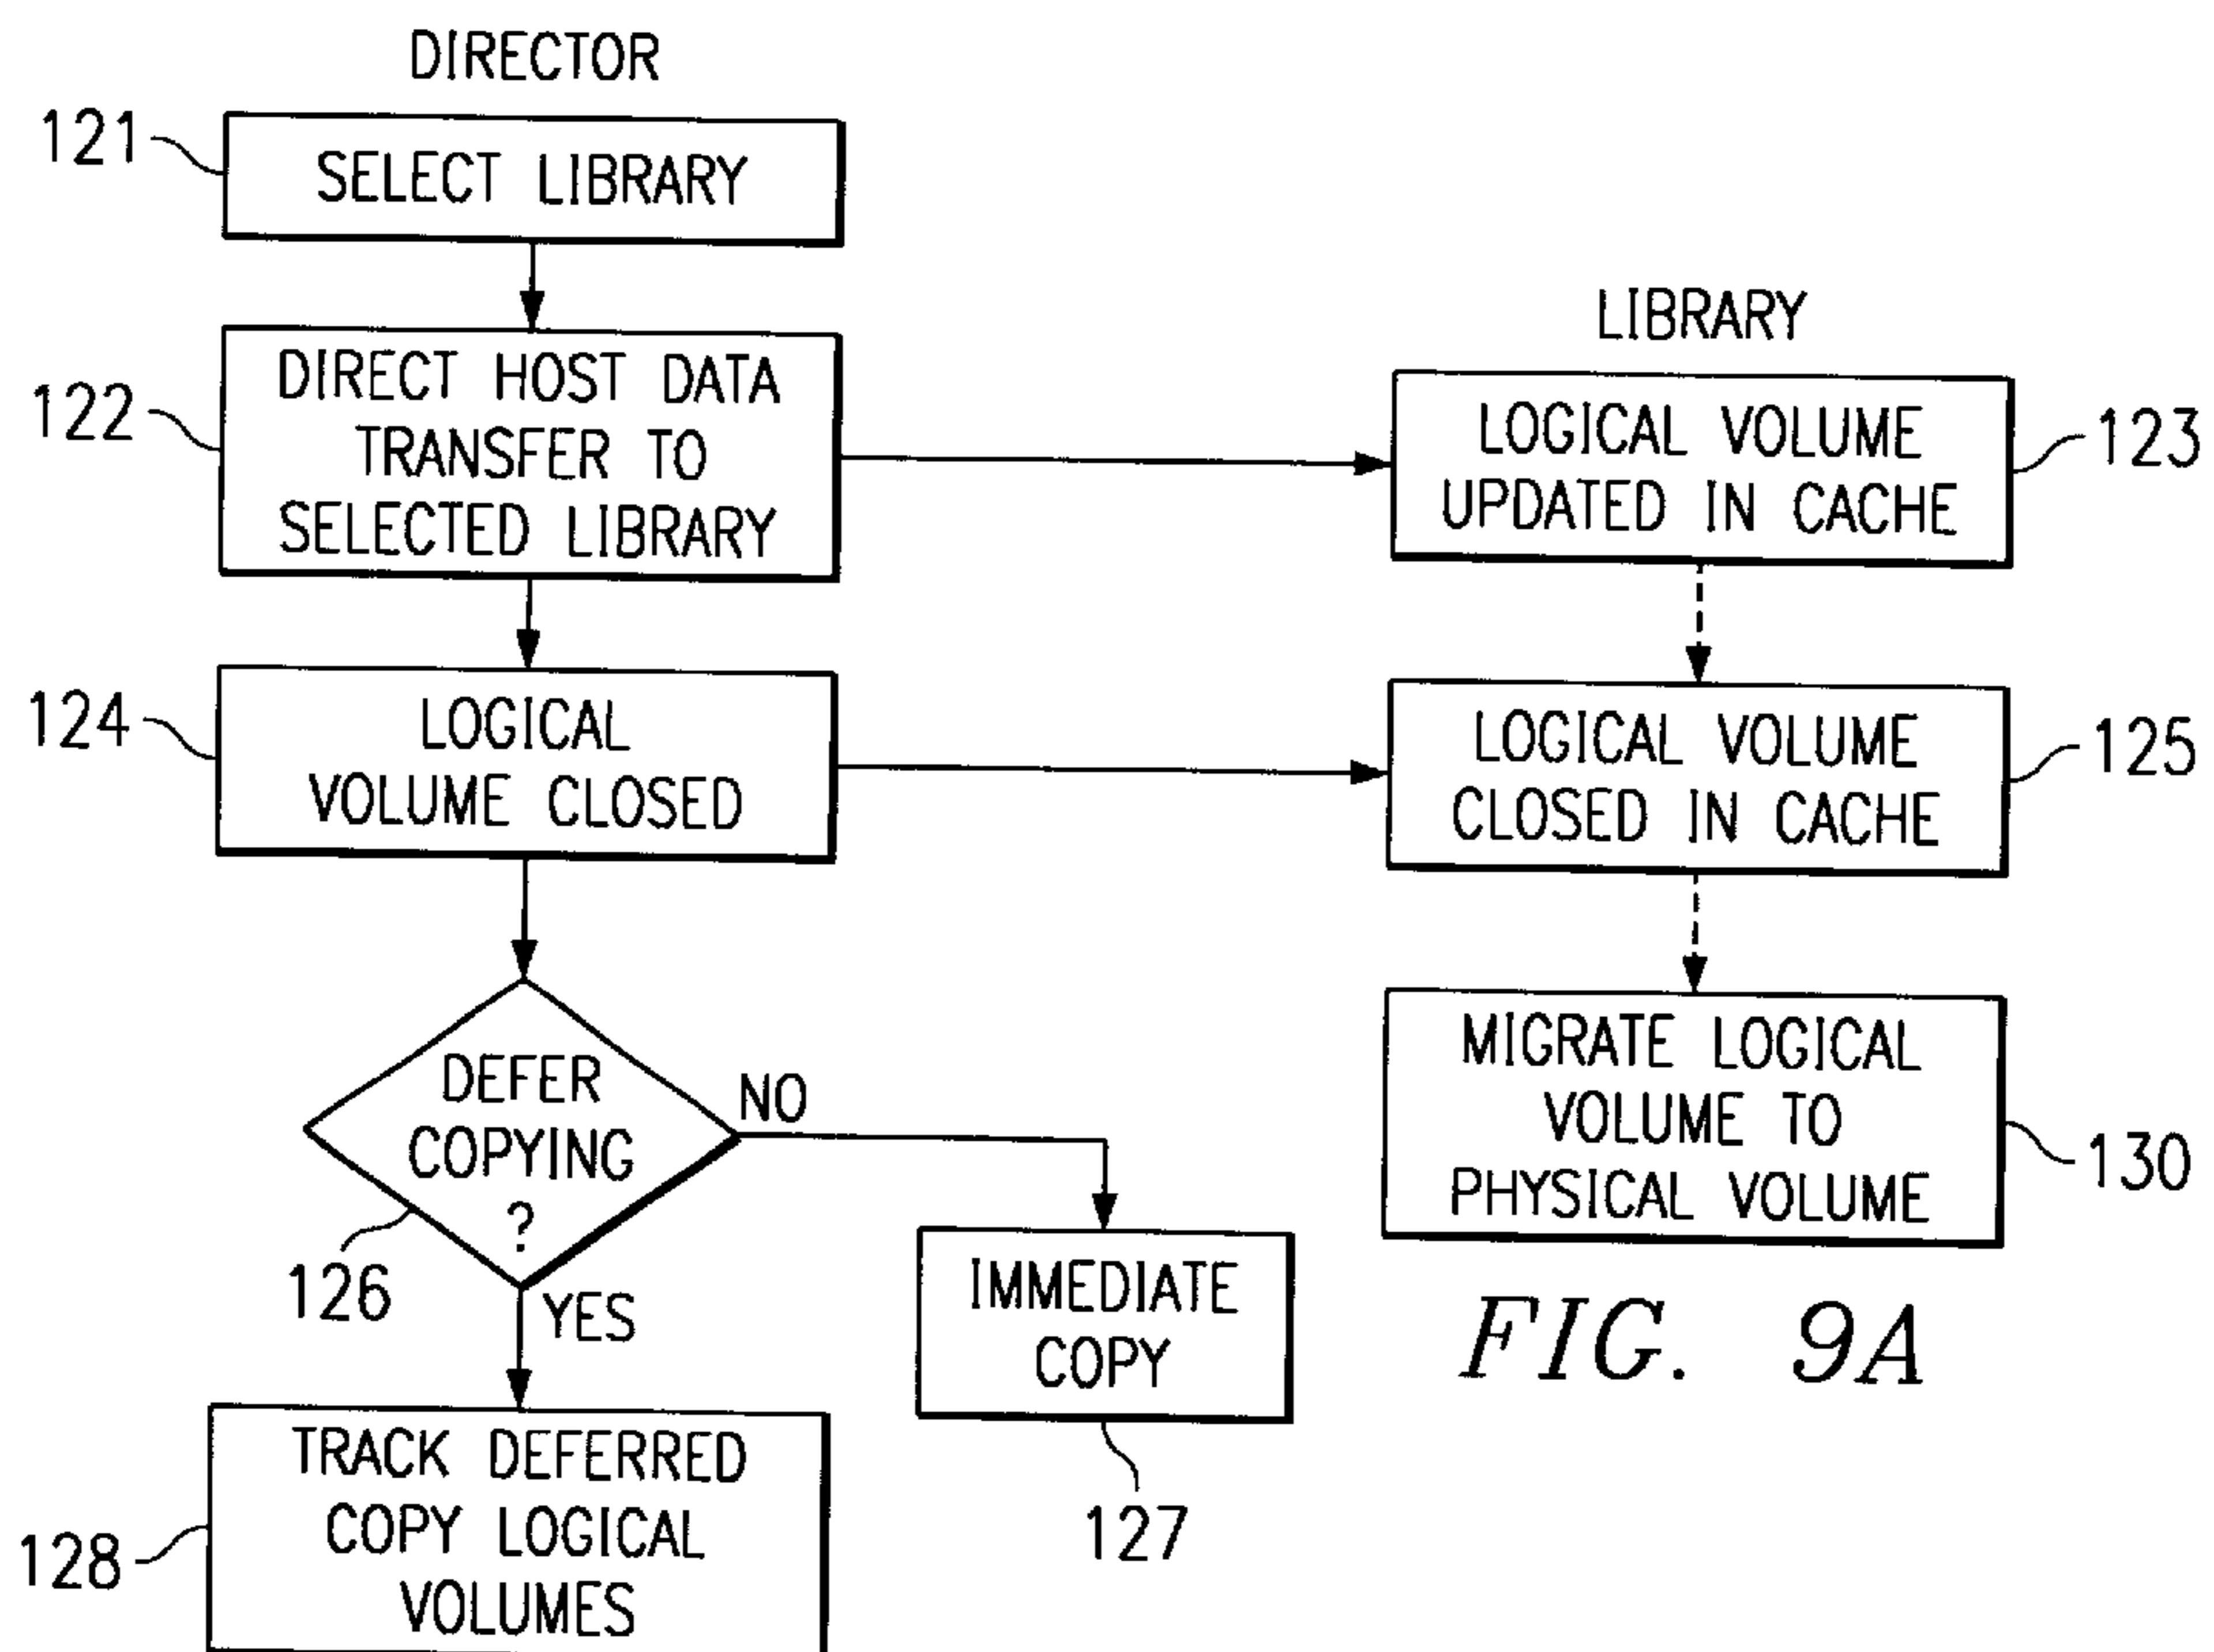 DIRECTOR
121
SELECT LIBRARY
122
DIRECT HOST DATA
TRANSFER TO
SELECTED LIBRARY
LIBRARY
LOGICAL VOLUME
UPDATED IN CACHE
123
124
LOGICAL
VOLUME CLOSED
LOGICAL VOLUME
CLOSED IN CACHE
125
DEFER
COPYING
?
126
NO
YES
IMMEDIATE
COPY
127
MIGRATE LOGICAL
VOLUME TO
PHYSICAL VOLUME
130
FIG. 9A
TRACK DEFERRED
COPY LOGICAL
VOLUMES
128